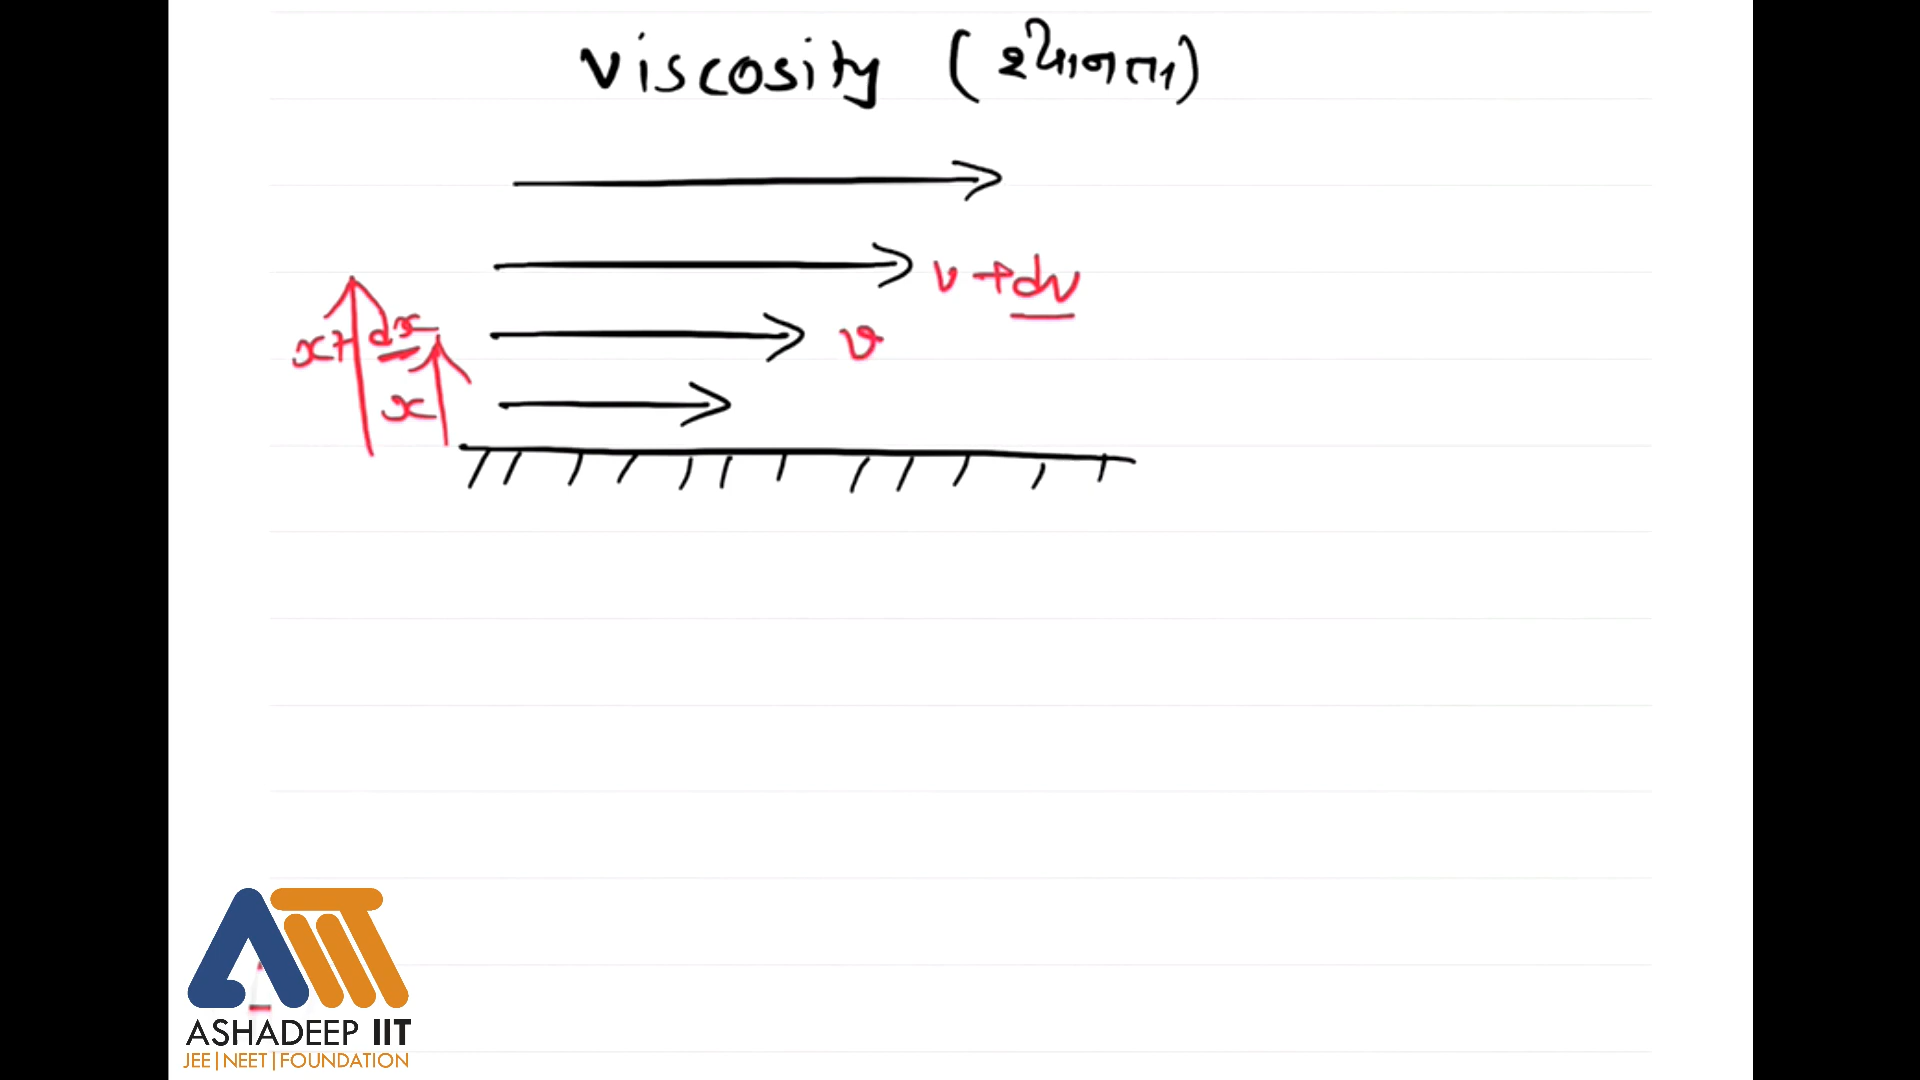 Viscosity (श्यानता)
v+dv
x+dx
v
x
ASHADEEP IIT
JEE|NEET|FOUNDATION